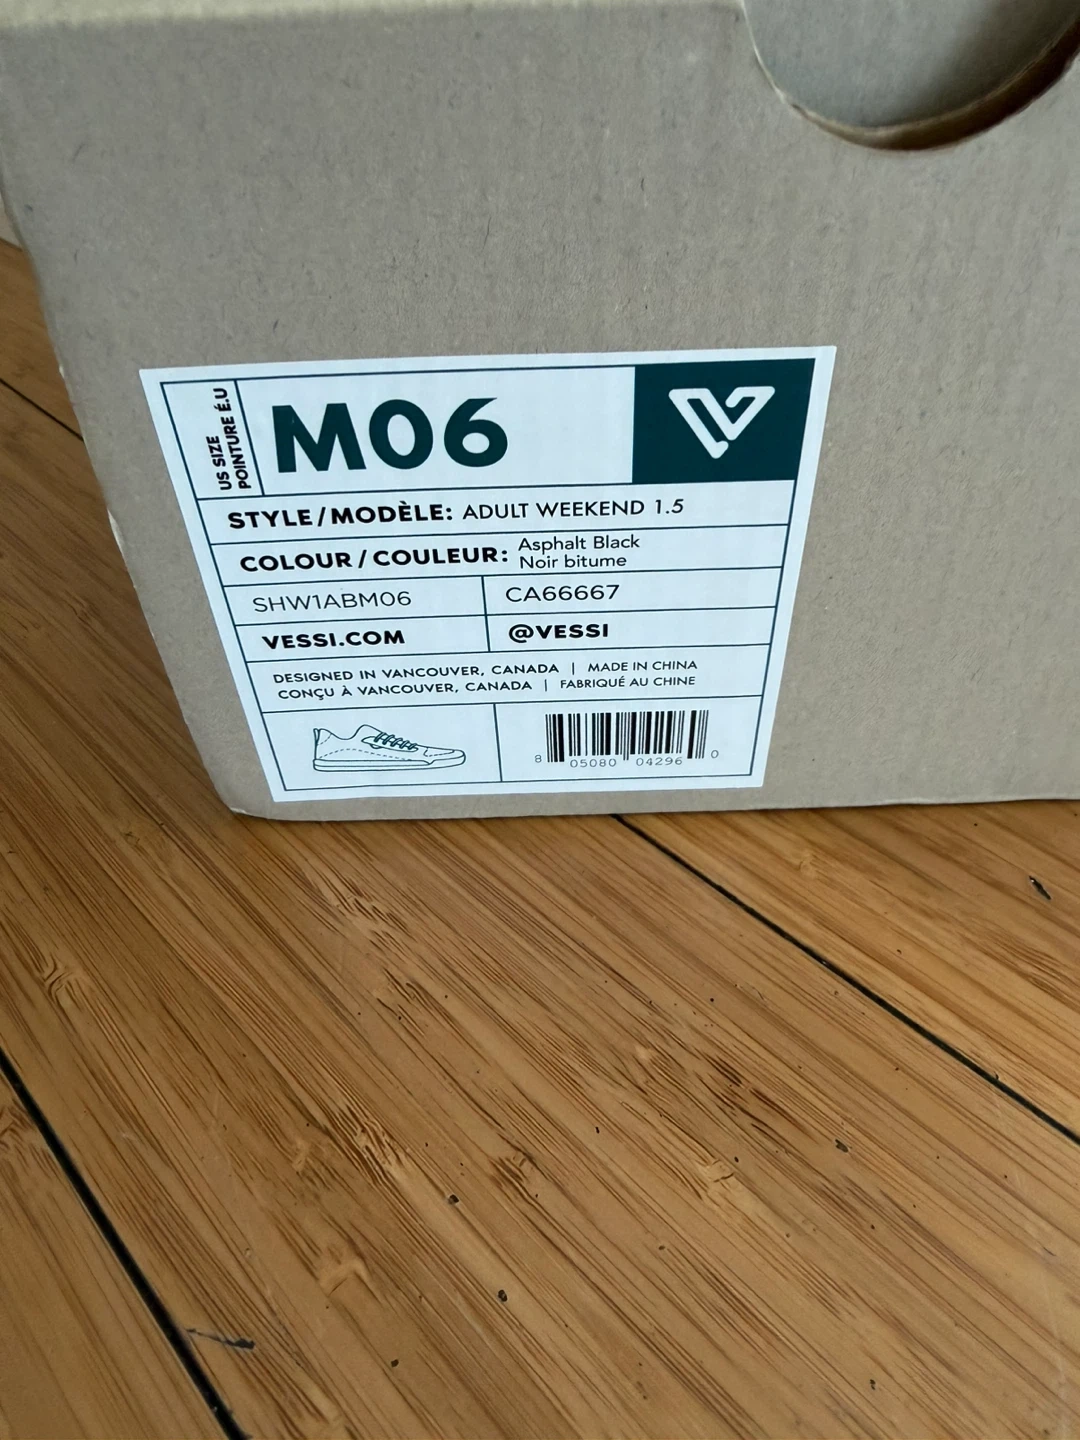 US SIZE
POINTURE É.U
M06
STYLE/MODÈLE: ADULT WEEKEND 1.5
COLOUR/COULEUR: Asphalt Black
Noir bitume
SHW1ABM06
CA66667
VESSI.COM
@VESSI
DESIGNED IN VANCOUVER, CANADA | MADE IN CHINA
CONÇU À VANCOUVER, CANADA | FABRIQUÉ AU CHINE
8 05080 04296 0